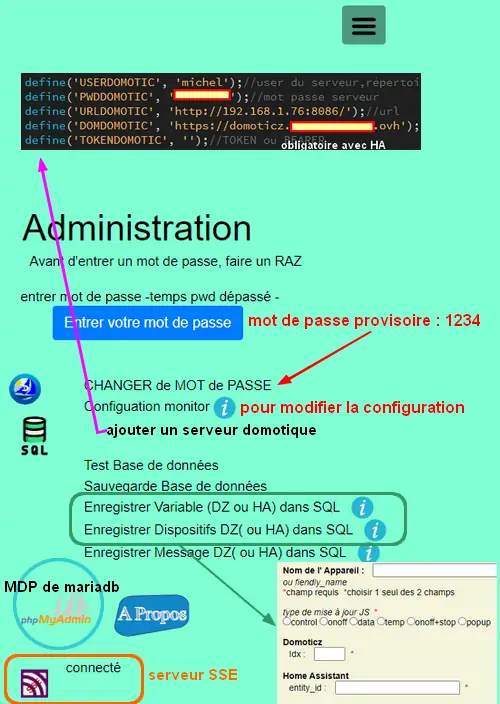 define('USERDOMOTIC', 'michel');//user du serveur,répertoi
define('PWDDOMOTIC', ' ');//mot passe serveur
define('URLDOMOTIC', 'http://192.168.1.76:8086/');//url
define('DOMDOMOTIC', 'https://domoticz. .ovh');
define('TOKENDOMOTIC', '');//TOKEN ou BEARER
obligatoire avec HA
Administration
Avant d'entrer un mot de passe, faire un RAZ
entrer mot de passe -temps pwd dépassé -
Entrer votre mot de passe
mot de passe provisoire : 1234
CHANGER de MOT de PASSE
Configuation monitor i pour modifier la configuration
SQL
ajouter un serveur domotique
Test Base de données
Sauvegarde Base de données
Enregistrer Variable (DZ ou HA) dans SQL i
Enregistrer Dispositifs DZ( ou HA) dans SQL i
Enregistrer Message DZ( ou HA) dans SQL i
MDP de mariadb
phpMyAdmin
A Propos
connecté
serveur SSE
Nom de l' Appareil :
ou fiendly_name
*champ requis *choisir 1 seul des 2 champs
type de mise à jour JS *
control onoff data temp onoff+stop popup
Domoticz
Idx : *
Home Assistant
entity_id : *